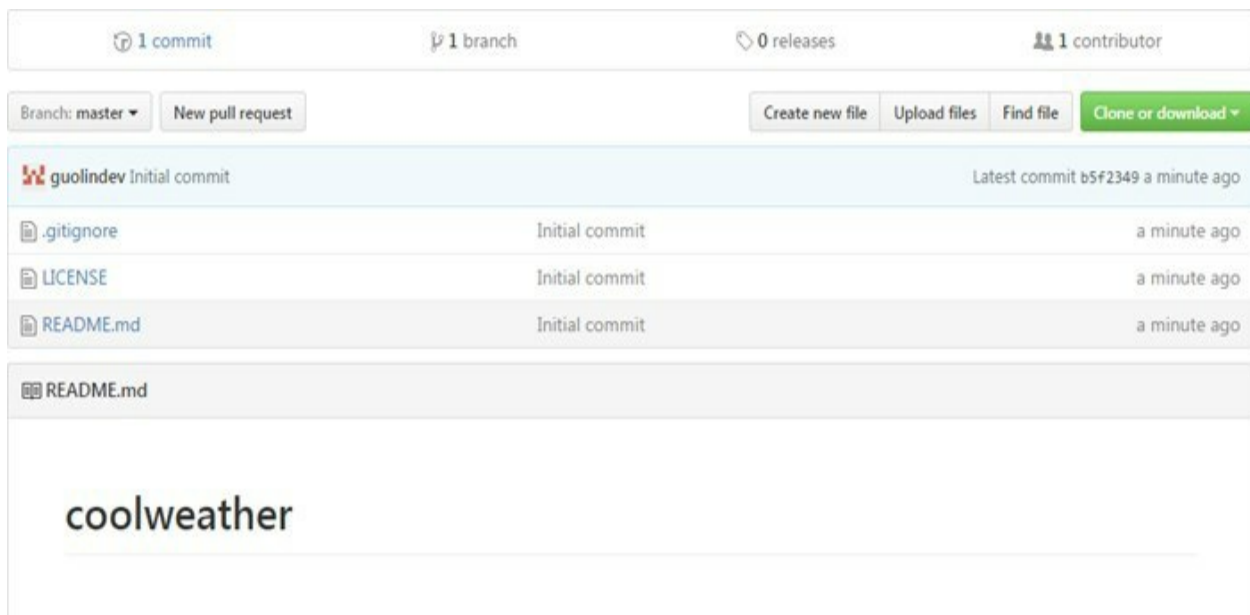 1 commit 1 branch 0 releases 1 contributor
Branch: master New pull request Create new file Upload files Find file Clone or download
guolindev Initial commit Latest commit b5f2349 a minute ago
.gitignore Initial commit a minute ago
LICENSE Initial commit a minute ago
README.md Initial commit a minute ago
README.md
coolweather